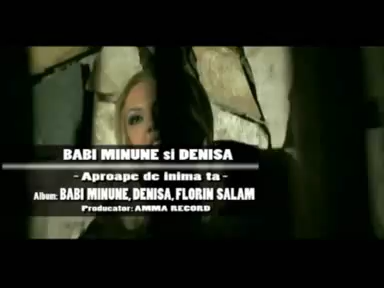 BABI MINUNE si DENISA
- Aproape de inima ta -
Album: BABI MINUNE, DENISA, FLORIN SALAM
Producator: AMMA RECORD